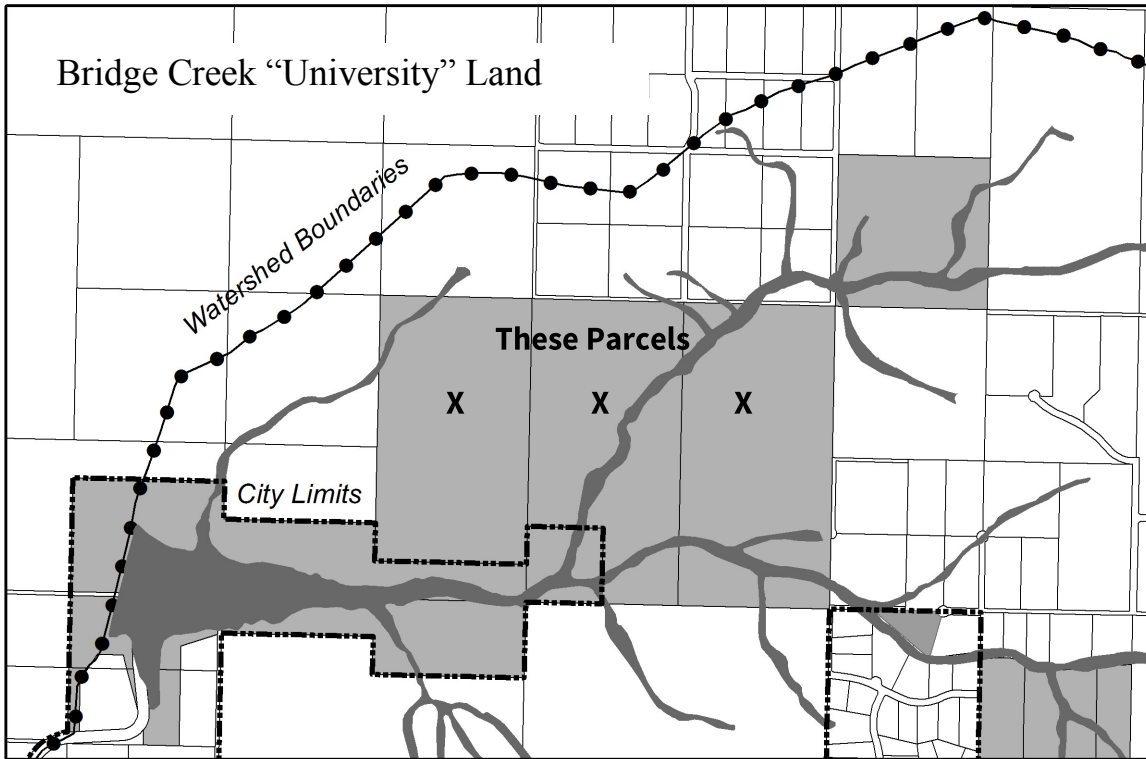 Bridge Creek “University” Land
Watershed Boundaries
These Parcels
X X X
City Limits